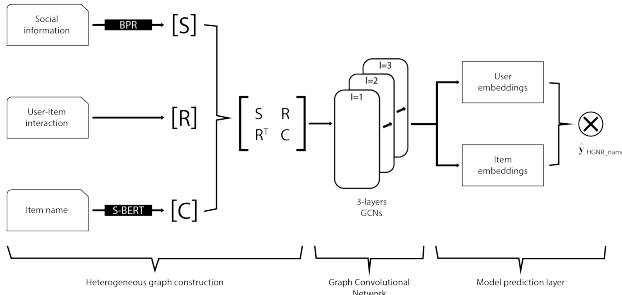 Social
information
BPR
[S]
User-Item
interaction
[R]
Item name
S-BERT
[C]
S R
Rᵀ C
l=1
l=2
l=3
3-layers
GCNs
User
embeddings
Item
embeddings
ŷ HGNR_name
Heterogeneous graph construction
Graph Convolutional
Network
Model prediction layer